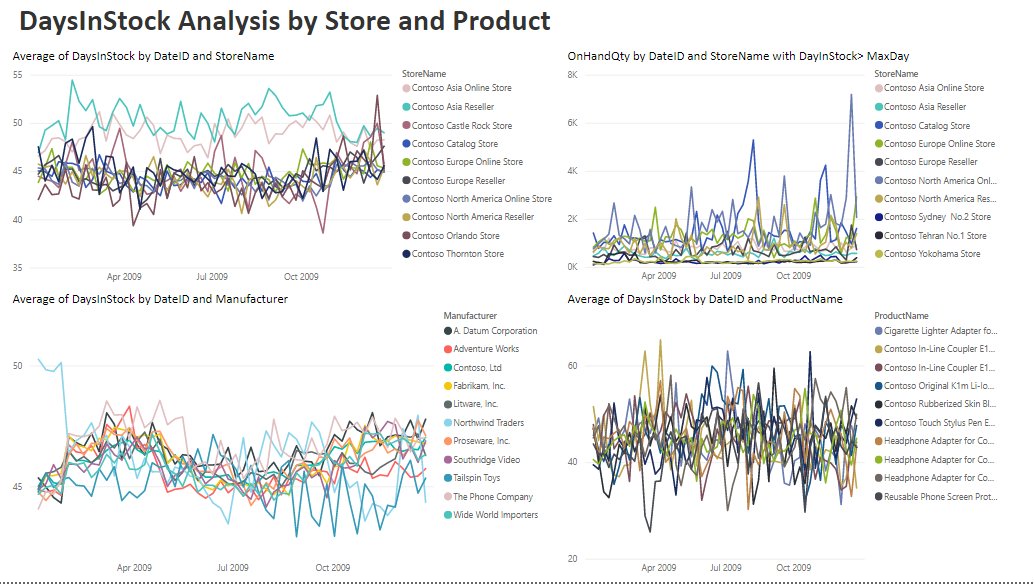 DaysInStock Analysis by Store and Product
Average of DaysInStock by DateID and StoreName
55
50
45
40
35
Apr 2009
Jul 2009
Oct 2009
StoreName
Contoso Asia Online Store
Contoso Asia Reseller
Contoso Castle Rock Store
Contoso Catalog Store
Contoso Europe Online Store
Contoso Europe Reseller
Contoso North America Online Store
Contoso North America Reseller
Contoso Orlando Store
Contoso Thornton Store
OnHandQty by DateID and StoreName with DayInStock> MaxDay
8K
6K
4K
2K
0K
Apr 2009
Jul 2009
Oct 2009
StoreName
Contoso Asia Online Store
Contoso Asia Reseller
Contoso Catalog Store
Contoso Europe Online Store
Contoso Europe Reseller
Contoso North America Onl...
Contoso North America Res...
Contoso Sydney No.2 Store
Contoso Tehran No.1 Store
Contoso Yokohama Store
Average of DaysInStock by DateID and Manufacturer
50
45
Apr 2009
Jul 2009
Oct 2009
Manufacturer
A. Datum Corporation
Adventure Works
Contoso, Ltd
Fabrikam, Inc.
Litware, Inc.
Northwind Traders
Proseware, Inc.
Southridge Video
Tailspin Toys
The Phone Company
Wide World Importers
Average of DaysInStock by DateID and ProductName
60
40
20
Apr 2009
Jul 2009
Oct 2009
ProductName
Cigarette Lighter Adapter fo...
Contoso In-Line Coupler E1...
Contoso In-Line Coupler E1...
Contoso Original K1m Li-Io...
Contoso Rubberized Skin Bl...
Contoso Touch Stylus Pen E...
Headphone Adapter for Co...
Headphone Adapter for Co...
Headphone Adapter for Co...
Reusable Phone Screen Prot...